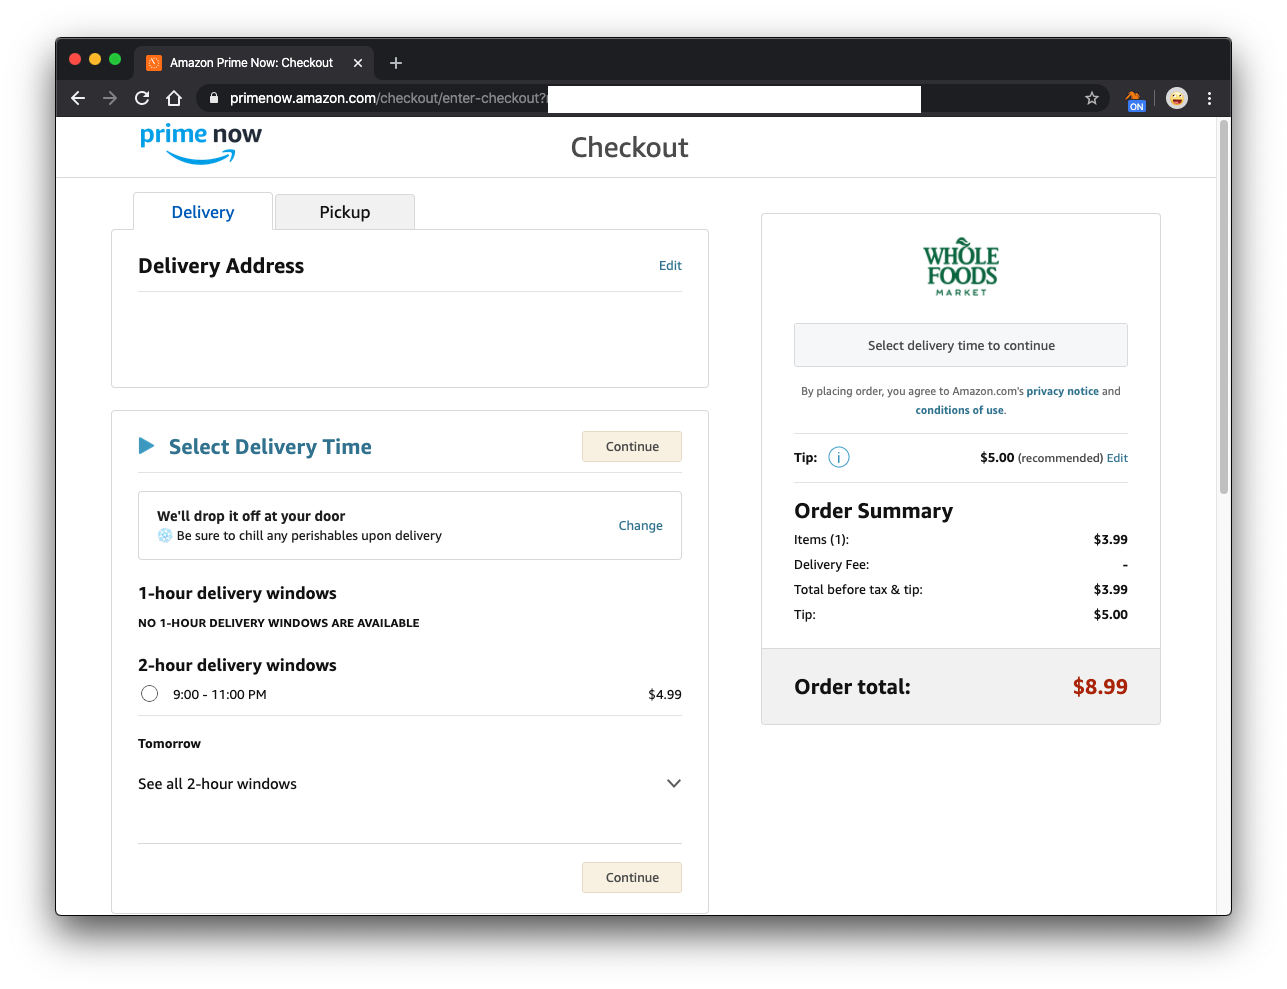 Amazon Prime Now: Checkout
primenow.amazon.com/checkout/enter-checkout?
ON
prime now
Checkout
Delivery
Pickup
Delivery Address
Edit
Select Delivery Time
Continue
We'll drop it off at your door
Be sure to chill any perishables upon delivery
Change
1-hour delivery windows
NO 1-HOUR DELIVERY WINDOWS ARE AVAILABLE
2-hour delivery windows
9:00 - 11:00 PM $4.99
Tomorrow
See all 2-hour windows
Continue
WHOLE
FOODS
MARKET
Select delivery time to continue
By placing order, you agree to Amazon.com's privacy notice and
conditions of use.
Tip: i $5.00 (recommended) Edit
Order Summary
Items (1): $3.99
Delivery Fee: -
Total before tax & tip: $3.99
Tip: $5.00
Order total: $8.99